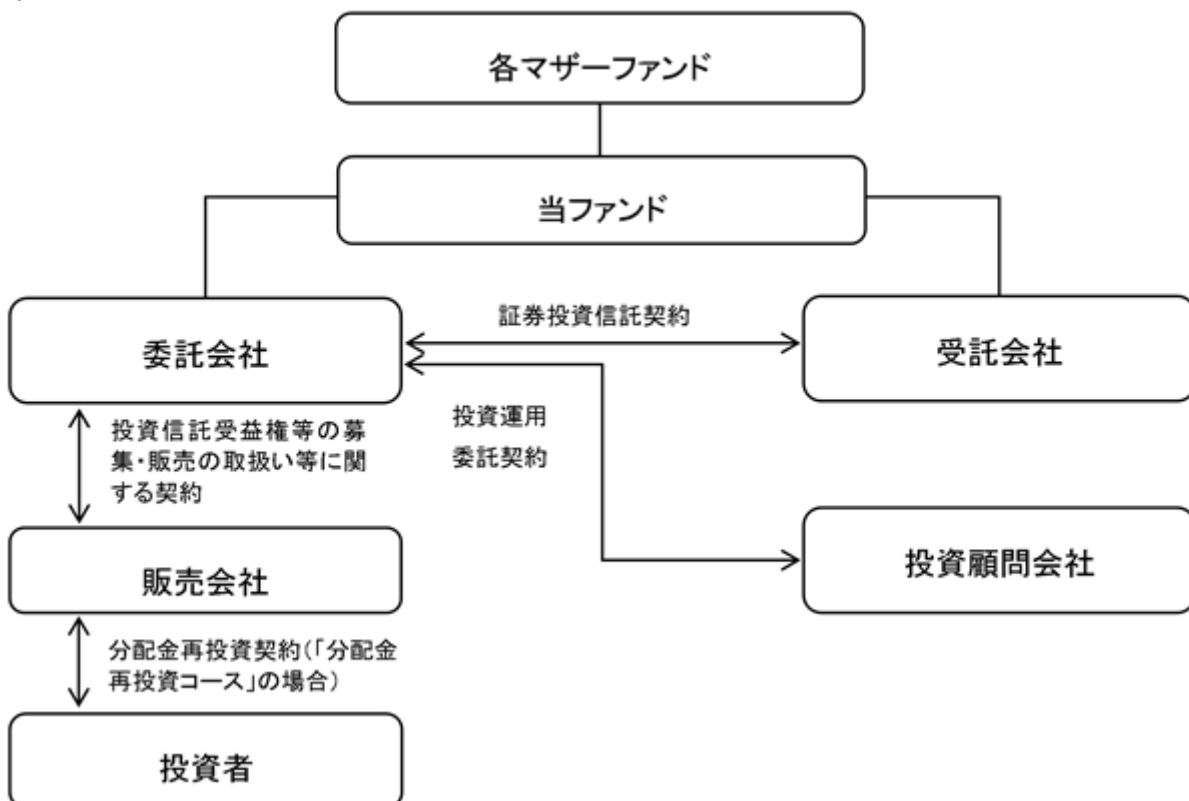 各マザーファンド
当ファンド
証券投資信託契約
委託会社
受託会社
投資信託受益権等の募
集・販売の取扱い等に関
する契約
投資運用
委託契約
販売会社
投資顧問会社
分配金再投資契約(「分配金
再投資コース」の場合)
投資者